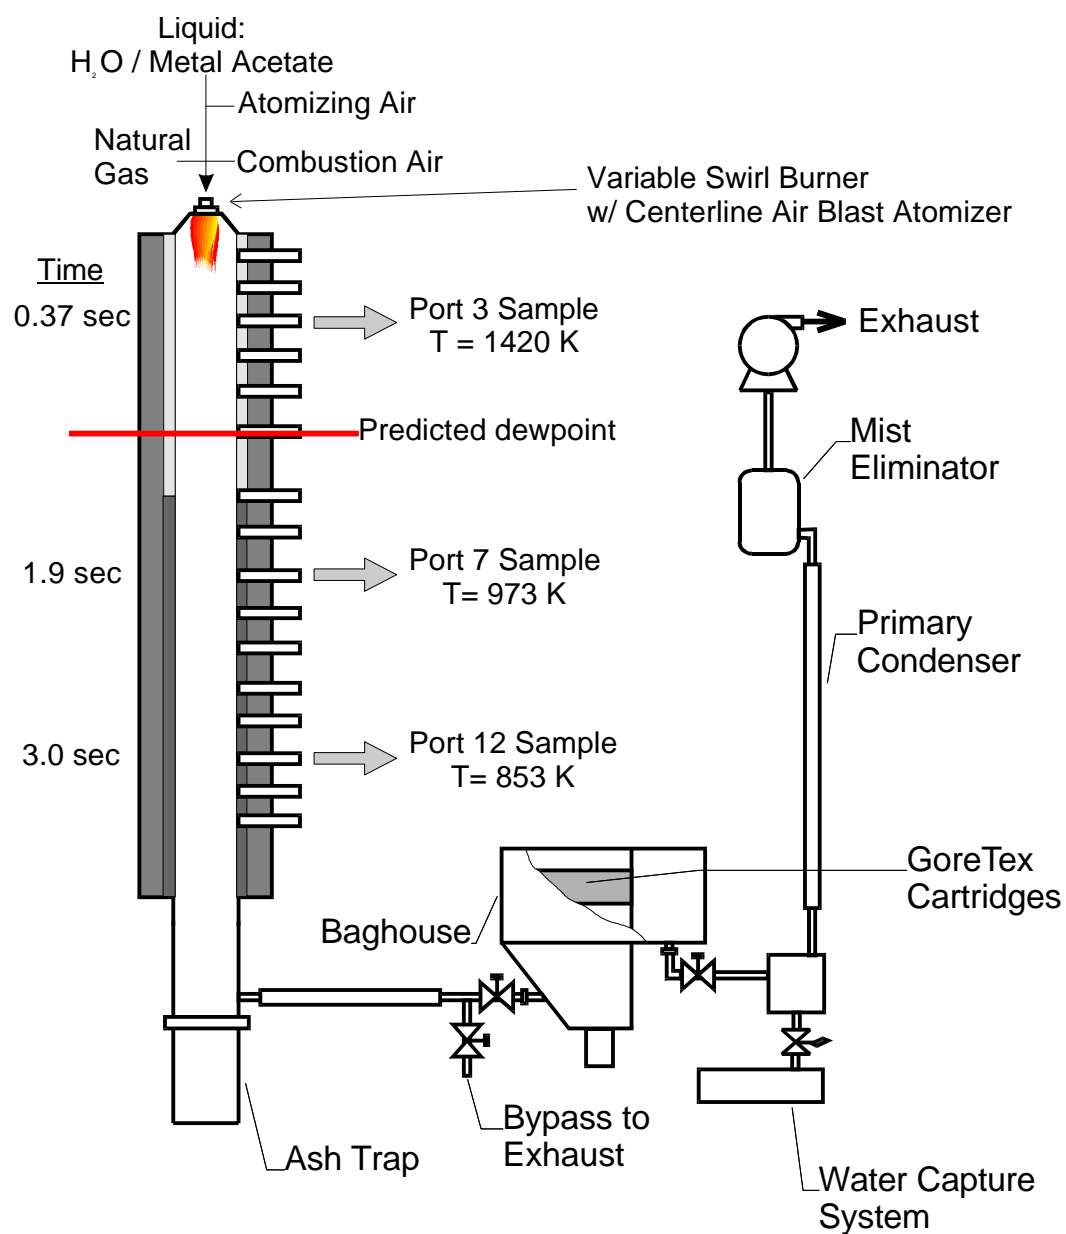 Liquid:
H₂O / Metal Acetate
Atomizing Air
Natural
Gas
Combustion Air
Variable Swirl Burner
w/ Centerline Air Blast Atomizer
Time
0.37 sec
Port 3 Sample
T = 1420 K
Exhaust
Predicted dewpoint
Mist
Eliminator
1.9 sec
Port 7 Sample
T= 973 K
Primary
Condenser
3.0 sec
Port 12 Sample
T= 853 K
GoreTex
Cartridges
Baghouse
Bypass to
Exhaust
Ash Trap
Water Capture
System